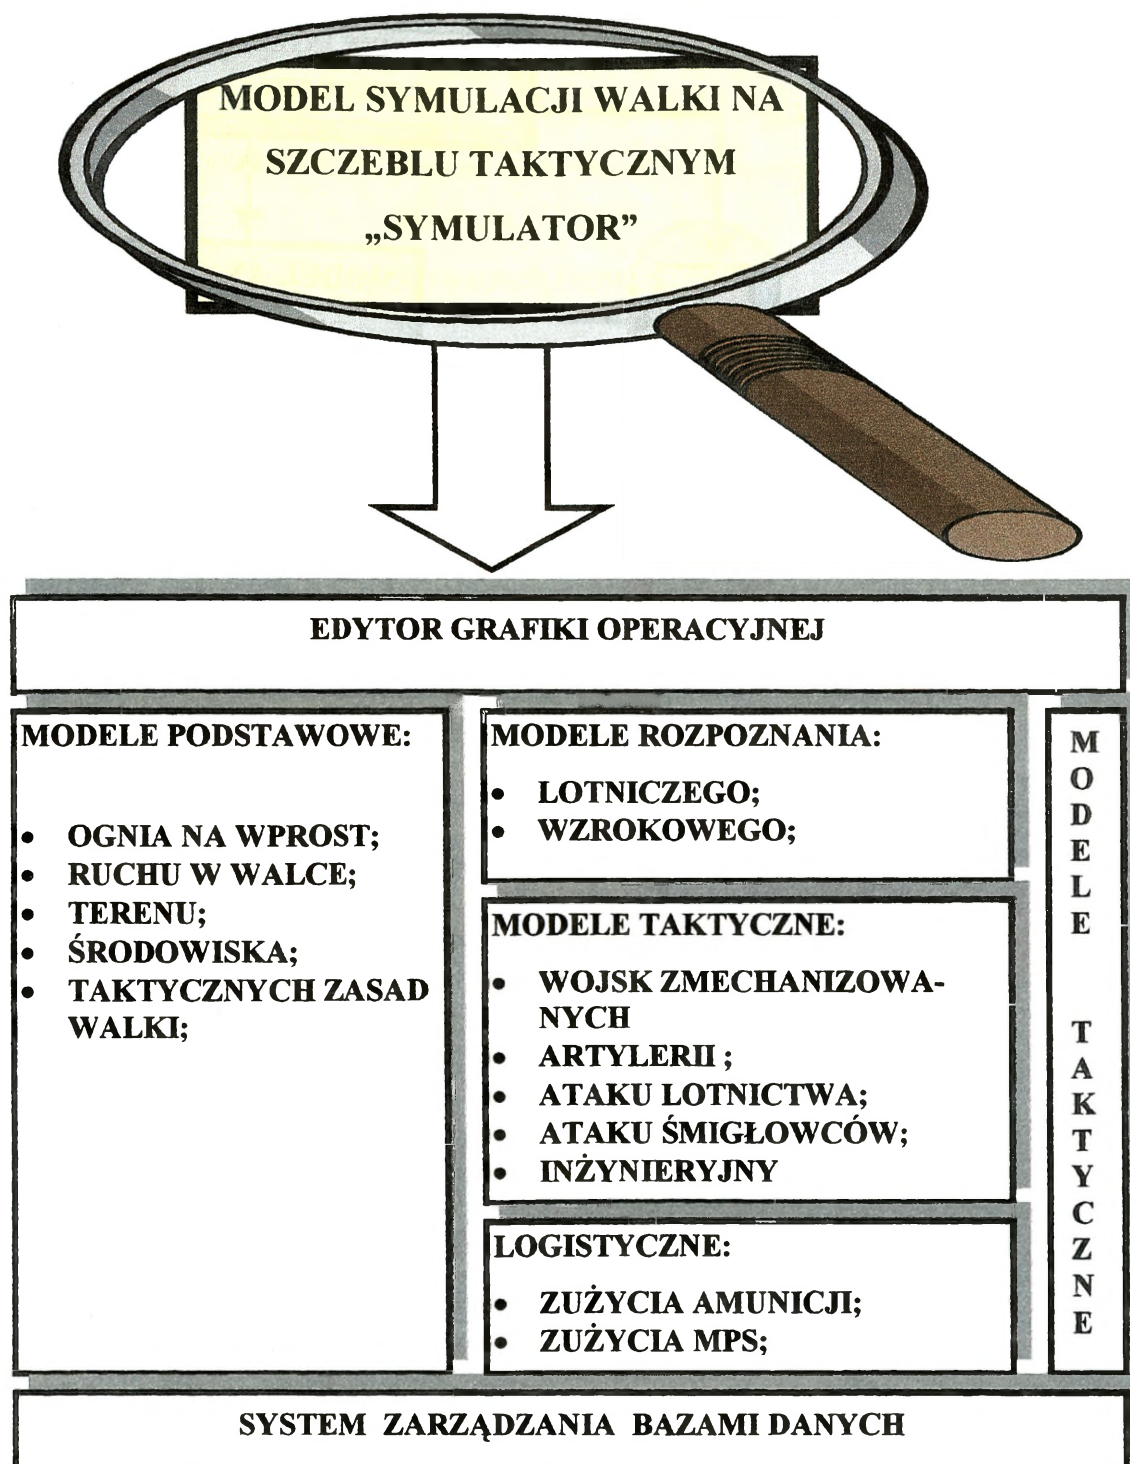 MODEL SYMULACJI WALKI NA
SZCZEBLU TAKTYCZNYM
„SYMULATOR”
EDYTOR GRAFIKI OPERACYJNEJ
MODELE PODSTAWOWE:
• OGNIA NA WPROST;
• RUCHU W WALCE;
• TERENU;
• ŚRODOWISKA;
• TAKTYCZNYCH ZASAD
WALKI;
MODELE ROZPOZNANIA:
• LOTNICZEGO;
• WZROKOWEGO;
MODELE TAKTYCZNE:
• WOJSK ZMECHANIZOWA-
NYCH
• ARTYLERII ;
• ATAKU LOTNICTWA;
• ATAKU ŚMIGŁOWCÓW;
• INŻYNIERYJNY
LOGISTYCZNE:
• ZUŻYCIA AMUNICJI;
• ZUŻYCIA MPS;
MODELE TAKTYCZNE
SYSTEM ZARZĄDZANIA BAZAMI DANYCH